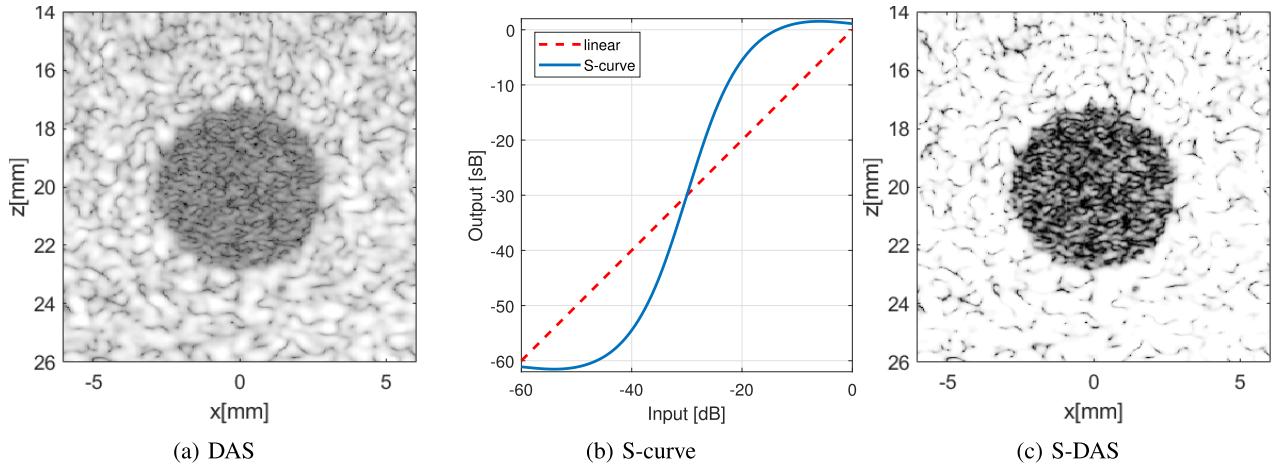 14
16
18
20
22
24
26
z[mm]
-5
0
5
x[mm]
(a) DAS
0
-10
-20
-30
-40
-50
-60
Output [sB]
linear
S-curve
-60
-40
-20
0
Input [dB]
(b) S-curve
14
16
18
20
22
24
26
z[mm]
-5
0
5
x[mm]
(c) S-DAS